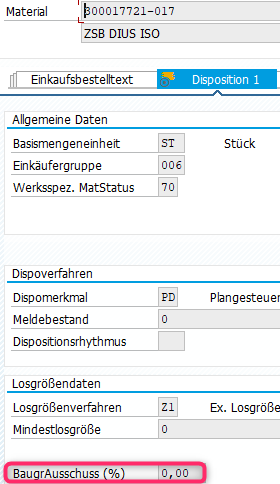 Material 300017721-017
ZSB DIUS ISO
Einkaufsbestelltext Disposition 1
Allgemeine Daten
Basismengeneinheit ST Stück
Einkäufergruppe 006
Werksspez. MatStatus 70
Dispoverfahren
Dispomerkmal PD Plangesteuer
Meldebestand 0
Dispositionsrhythmus
Losgrößendaten
Losgrößenverfahren Z1 Ex. Losgröße
Mindestlosgröße 0
BaugrAusschuss (%) 0,00